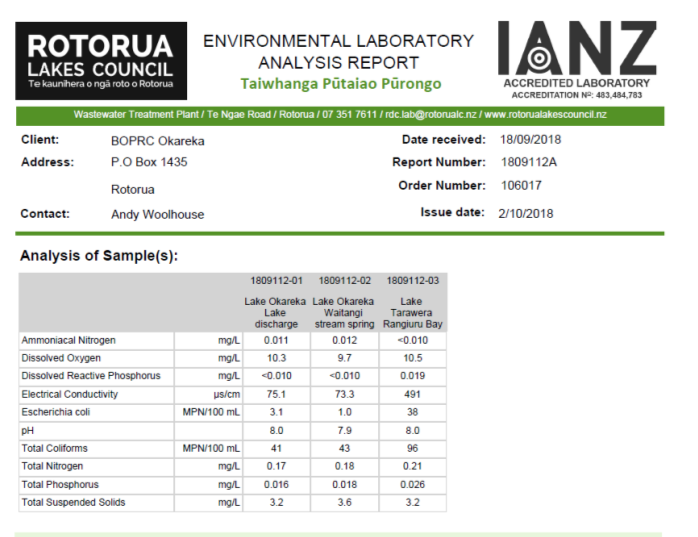 ROTORUA
LAKES COUNCIL
Te kaunihera o ngā roto o Rotorua
ENVIRONMENTAL LABORATORY
ANALYSIS REPORT
Taiwhanga Pūtaiao Pūrongo
IANZ
ACCREDITED LABORATORY
ACCREDITATION Nº: 483,484,783
Wastewater Treatment Plant / Te Ngae Road / Rotorua / 07 351 7611 / rdc.lab@rotorualc.nz / www.rotorualakescouncil.nz
Client: BOPRC Okareka Date received: 18/09/2018
Address: P.O Box 1435 Report Number: 1809112A
Rotorua Order Number: 106017
Contact: Andy Woolhouse Issue date: 2/10/2018
Analysis of Sample(s):
1809112-01 1809112-02 1809112-03
Lake Okareka Lake Okareka Lake
Lake Waitangi Tarawera
discharge stream spring Rangiuru Bay
Ammoniacal Nitrogen mg/L 0.011 0.012 <0.010
Dissolved Oxygen mg/L 10.3 9.7 10.5
Dissolved Reactive Phosphorus mg/L <0.010 <0.010 0.019
Electrical Conductivity µs/cm 75.1 73.3 491
Escherichia coli MPN/100 mL 3.1 1.0 38
pH 8.0 7.9 8.0
Total Coliforms MPN/100 mL 41 43 96
Total Nitrogen mg/L 0.17 0.18 0.21
Total Phosphorus mg/L 0.016 0.018 0.026
Total Suspended Solids mg/L 3.2 3.6 3.2